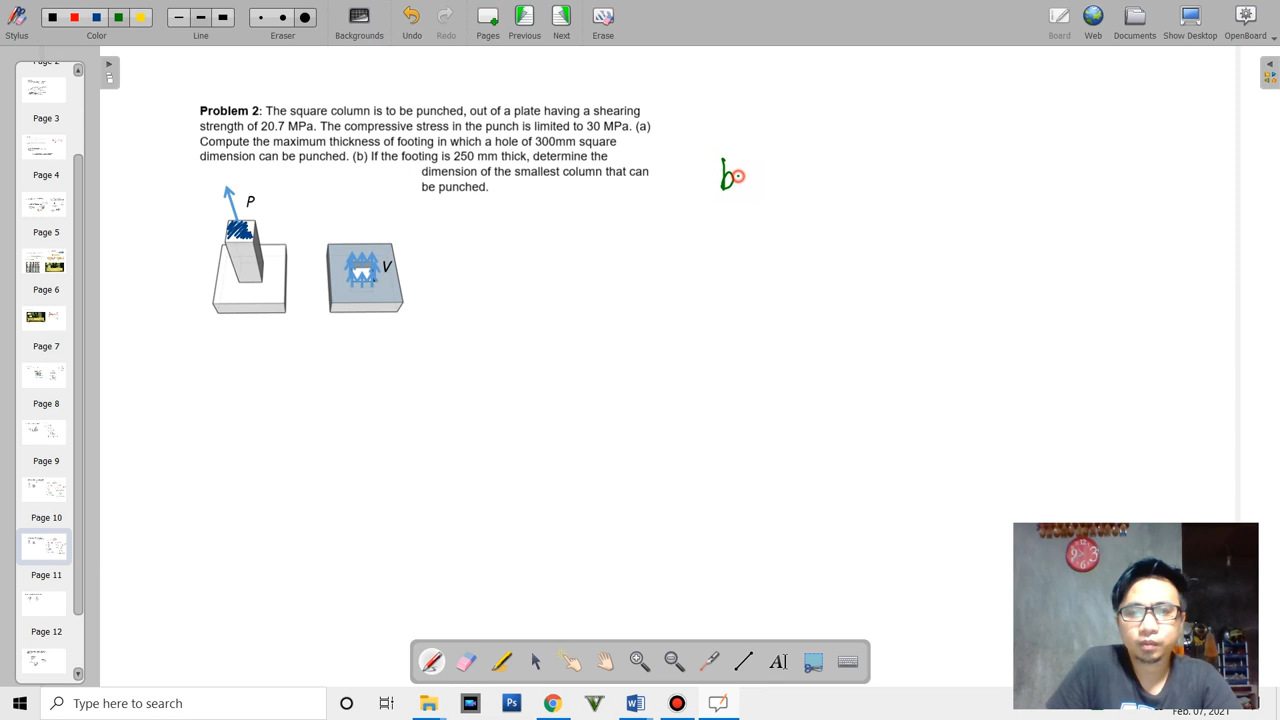 Stylus Color Line Eraser Backgrounds Undo Redo Pages Previous Next Erase Board Web Documents Show Desktop OpenBoard
Page 3
Page 4
Page 5
Page 6
Page 7
Page 8
Page 9
Page 10
Page 11
Page 12
Problem 2: The square column is to be punched, out of a plate having a shearing
strength of 20.7 MPa. The compressive stress in the punch is limited to 30 MPa. (a)
Compute the maximum thickness of footing in which a hole of 300mm square
dimension can be punched. (b) If the footing is 250 mm thick, determine the
dimension of the smallest column that can
be punched.
P
V
b
AI
Type here to search
Feb. 07, 2021